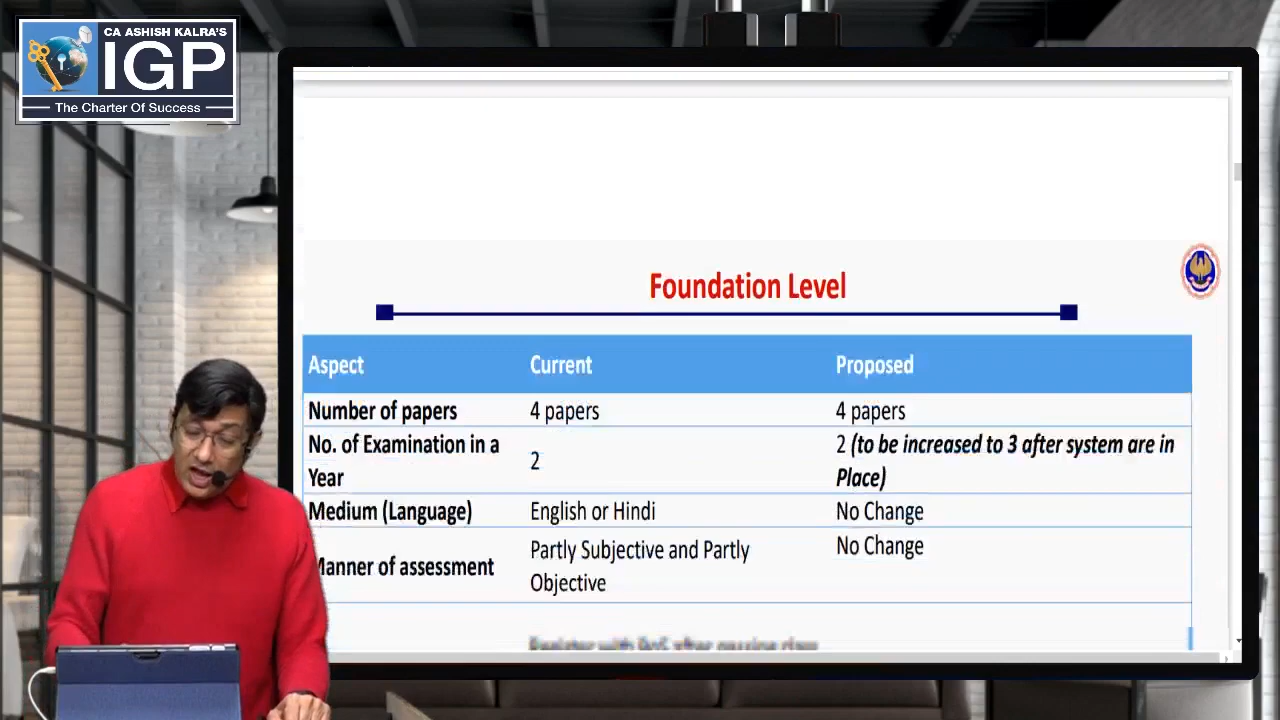 CA ASHISH KALRA'S
IGP
The Charter Of Success
Foundation Level
Aspect Current Proposed
Number of papers 4 papers 4 papers
No. of Examination in a Year 2 2 (to be increased to 3 after system are in Place)
Medium (Language) English or Hindi No Change
Manner of assessment Partly Subjective and Partly Objective No Change